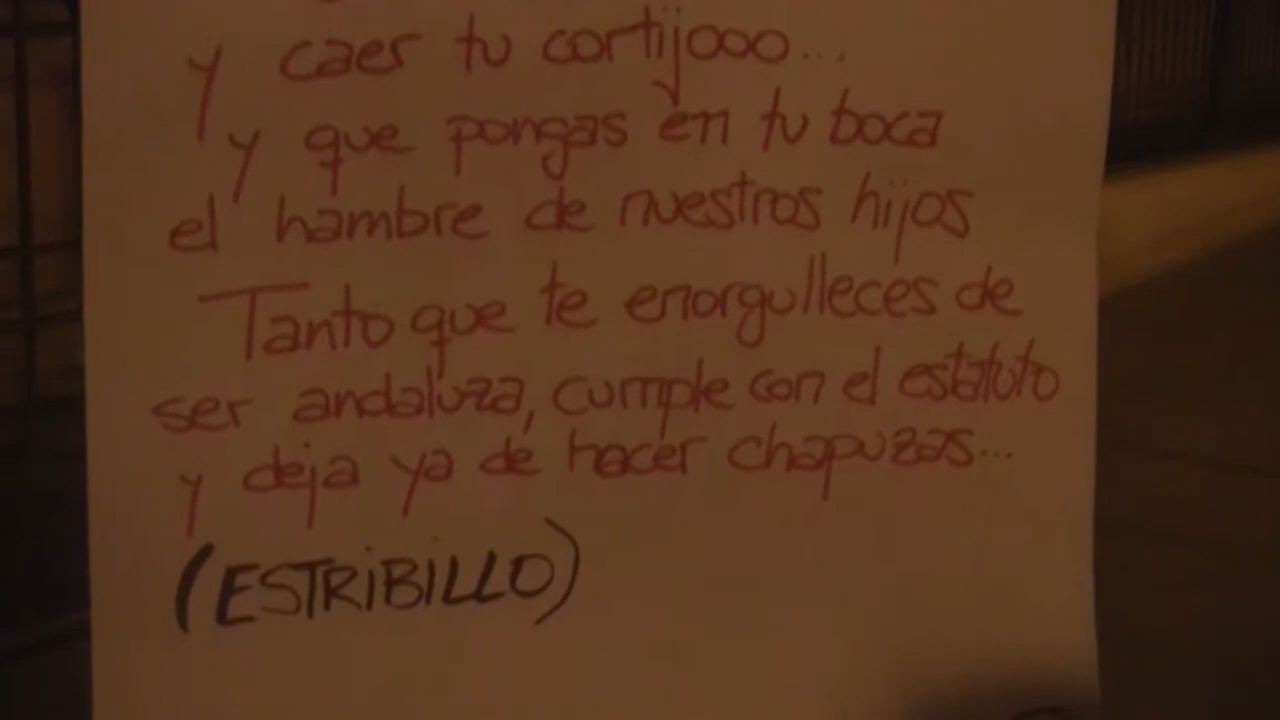 y caer tu cortijooo...
y que pongas en tu boca
el hambre de nuestros hijos
Tanto que te enorgulleces de
ser andaluza, cumple con el estatuto
y deja ya de hacer chapuzas...
(ESTRIBILLO)